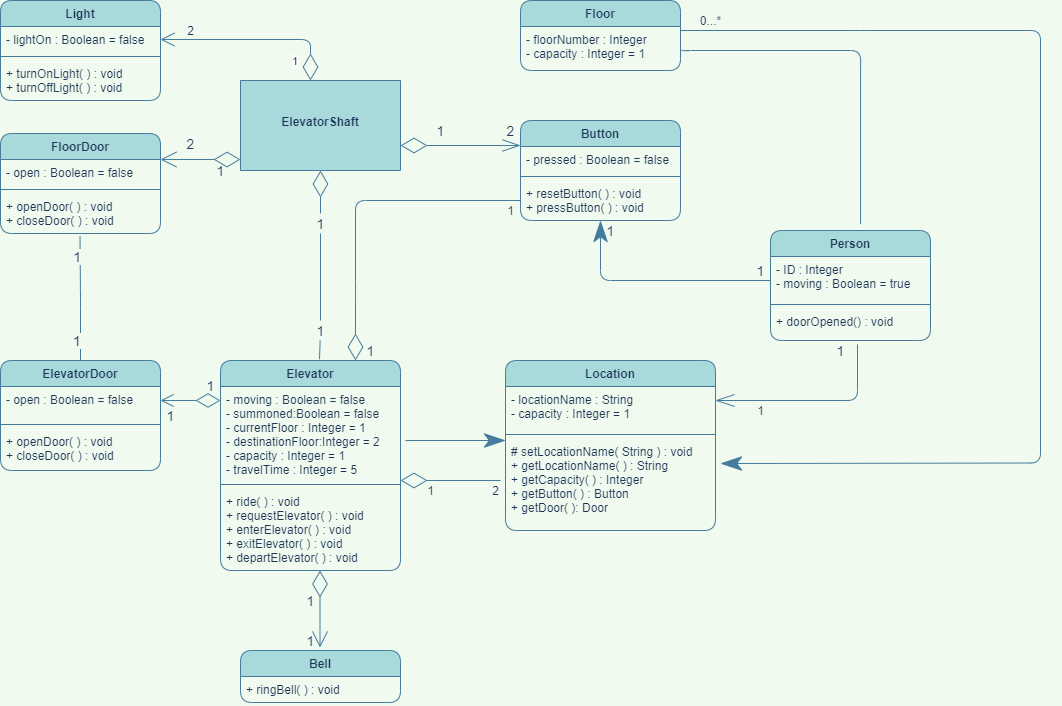 Light
- lightOn : Boolean = false
+ turnOnLight( ) : void
+ turnOffLight( ) : void
2
1
Floor
- floorNumber : Integer
- capacity : Integer = 1
0...*
ElevatorShaft
FloorDoor
- open : Boolean = false
+ openDoor( ) : void
+ closeDoor( ) : void
2
1
1
2
Button
- pressed : Boolean = false
+ resetButton( ) : void
+ pressButton( ) : void
1
1
1
Person
- ID : Integer
- moving : Boolean = true
+ doorOpened( ) : void
1
1
1
1
1
1
1
1
ElevatorDoor
- open : Boolean = false
+ openDoor( ) : void
+ closeDoor( ) : void
1
1
Elevator
- moving : Boolean = false
- summoned:Boolean = false
- currentFloor : Integer = 1
- destinationFloor:Integer = 2
- capacity : Integer = 1
- travelTime : Integer = 5
+ ride( ) : void
+ requestElevator( ) : void
+ enterElevator( ) : void
+ exitElevator( ) : void
+ departElevator( ) : void
1
2
Location
- locationName : String
- capacity : Integer = 1
# setLocationName( String ) : void
+ getLocationName( ) : String
+ getCapacity( ) : Integer
+ getButton( ) : Button
+ getDoor( ): Door
1
1
Bell
+ ringBell( ) : void